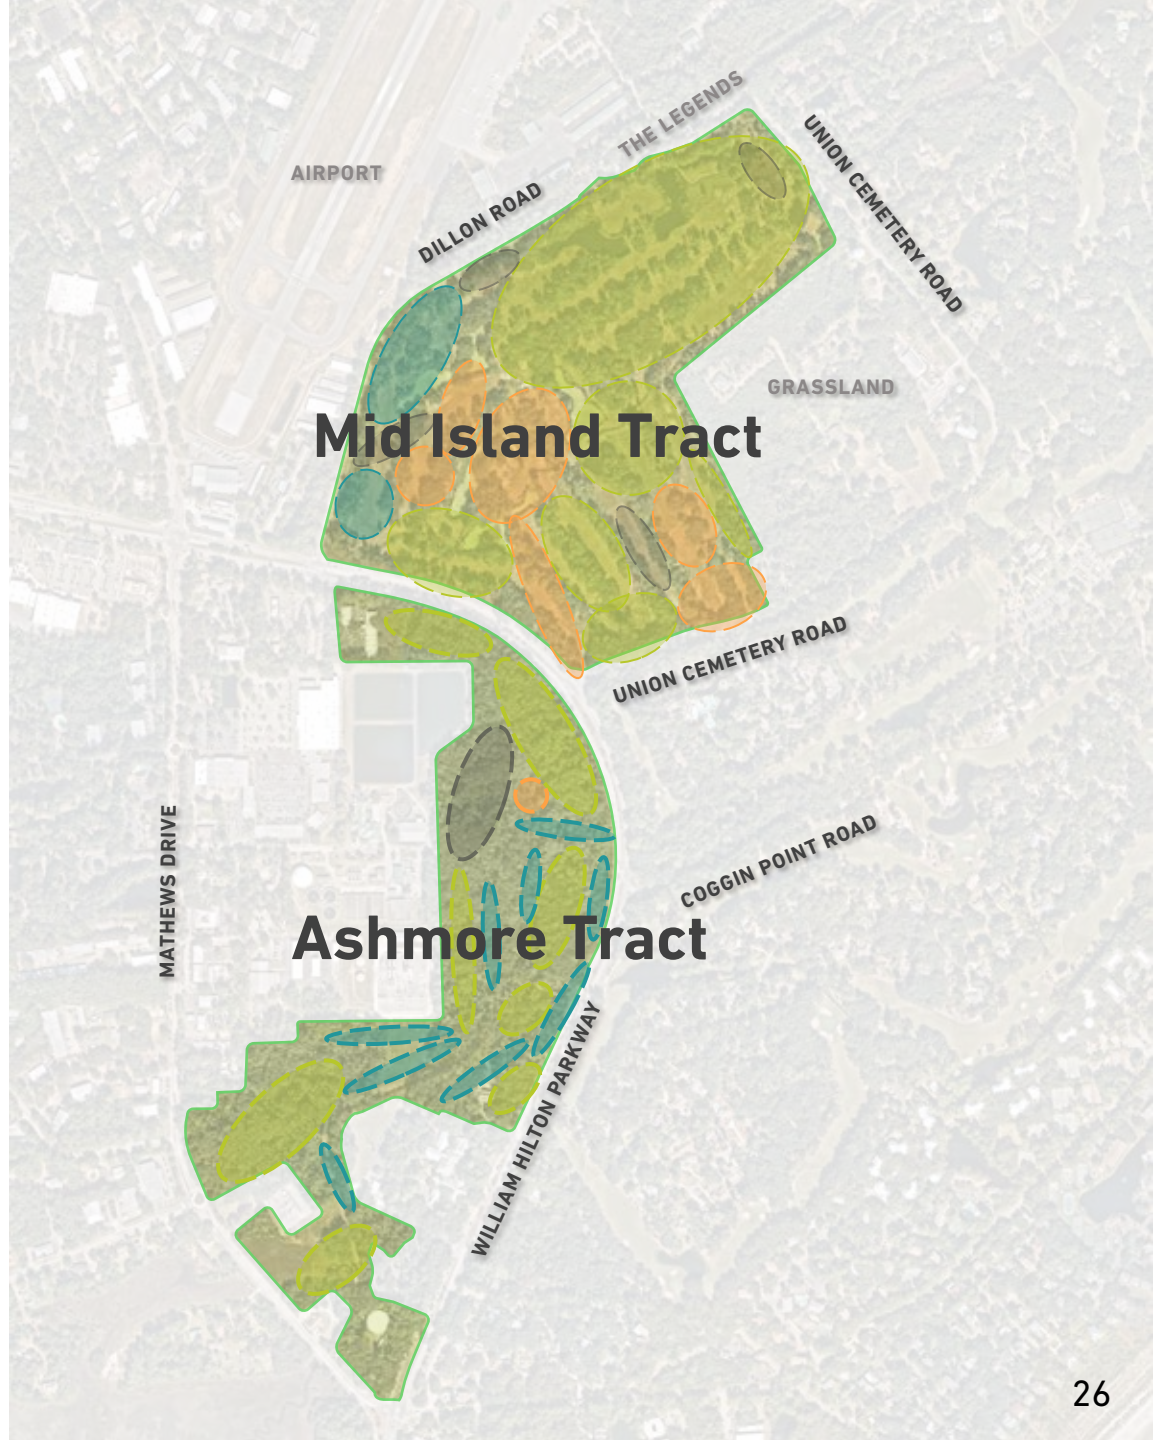 THE LEGENDS
UNION CEMETERY ROAD
AIRPORT
DILLON ROAD
GRASSLAND
Mid Island Tract
UNION CEMETERY ROAD
MATHEWS DRIVE
COGGIN POINT ROAD
Ashmore Tract
WILLIAM HILTON PARKWAY
26